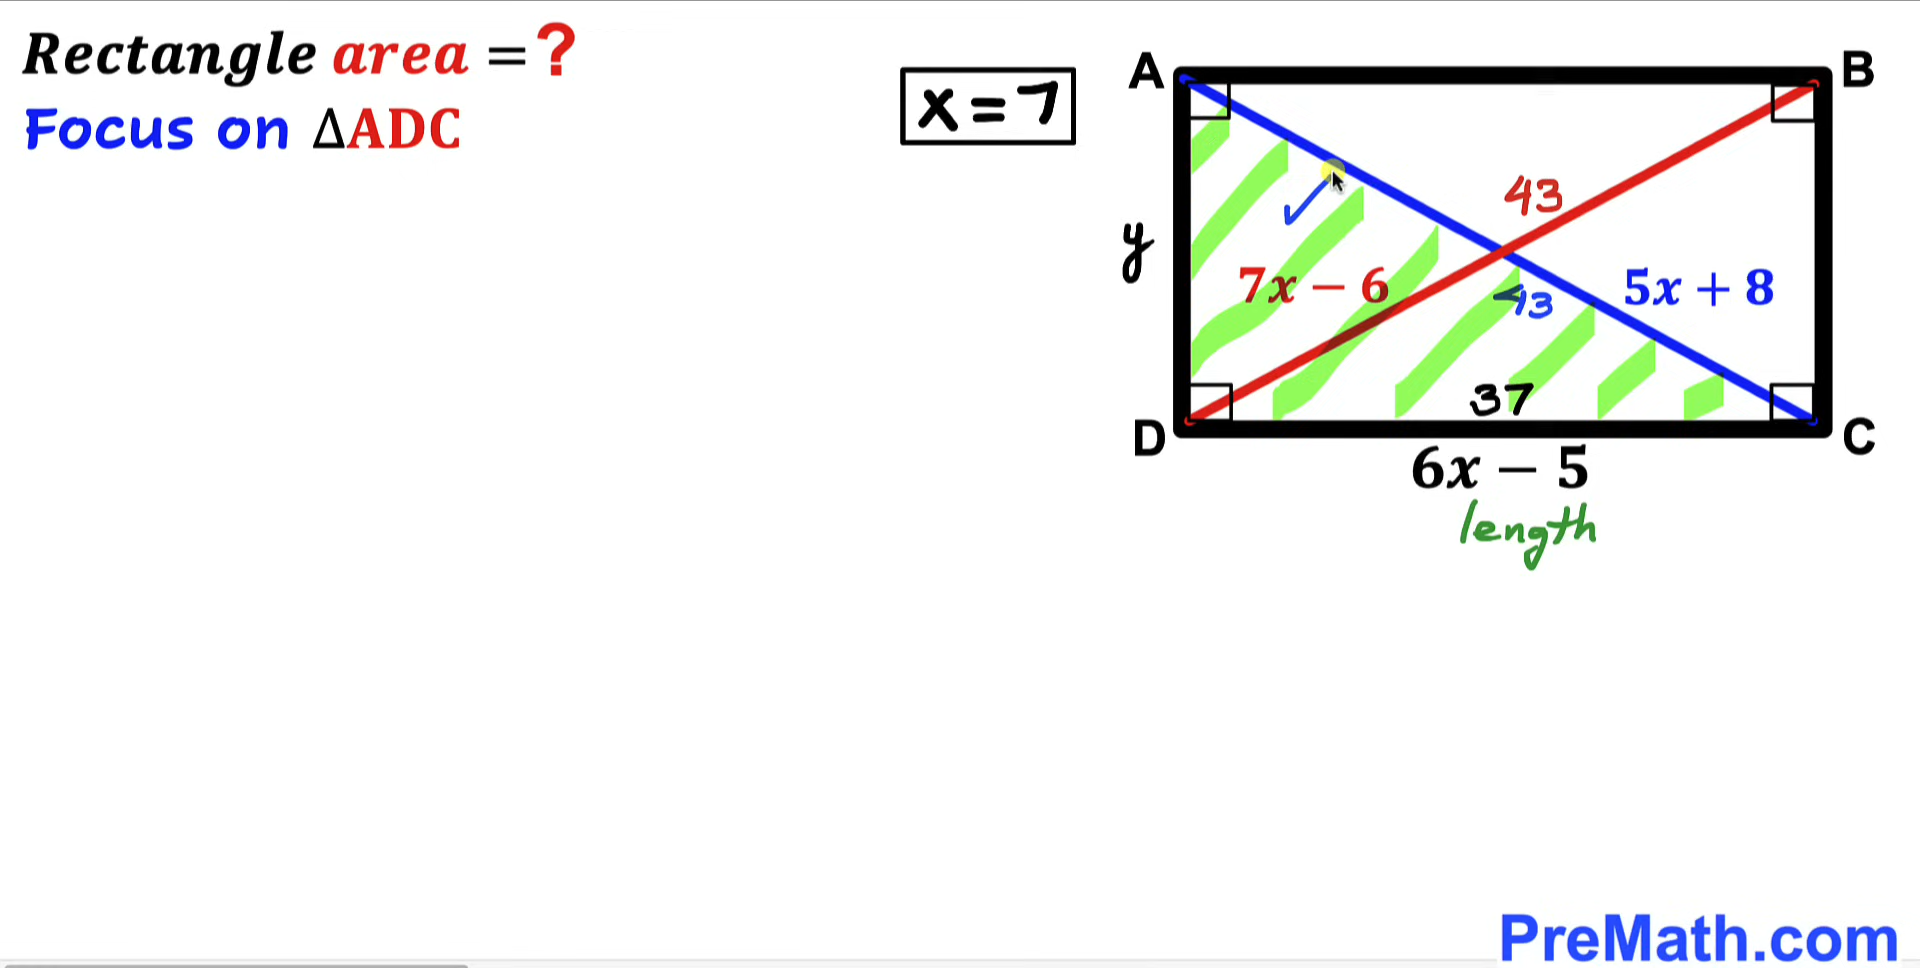 Rectangle area = ?
Focus on ΔADC
x = 7
A
B
43
y
7x − 6
43
5x + 8
37
D
C
6x − 5
length
PreMath.com